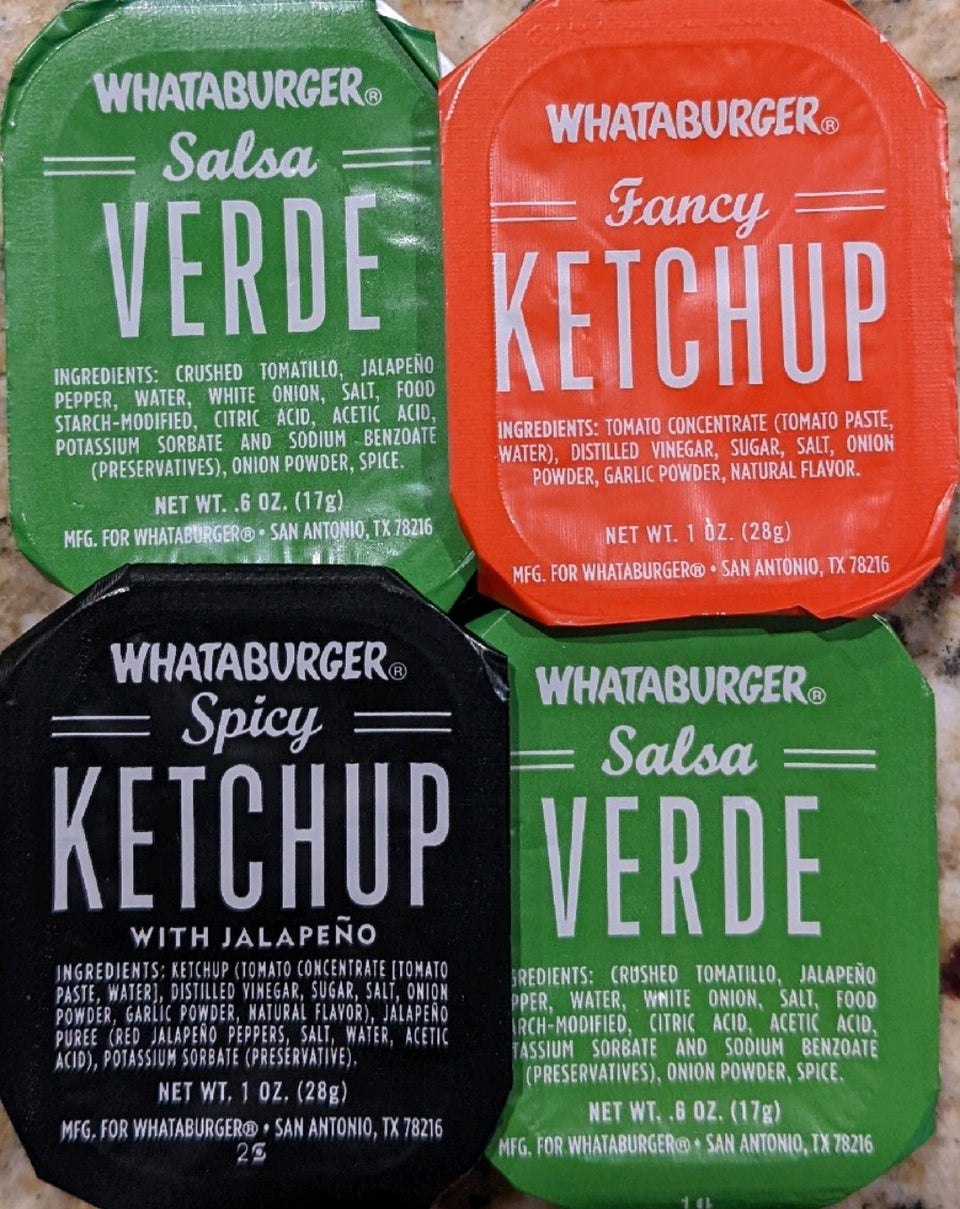 WHATABURGER®
Salsa
VERDE
INGREDIENTS: CRUSHED TOMATILLO, JALAPEÑO
PEPPER, WATER, WHITE ONION, SALT, FOOD
STARCH-MODIFIED, CITRIC ACID, ACETIC ACID,
POTASSIUM SORBATE AND SODIUM BENZOATE
(PRESERVATIVES), ONION POWDER, SPICE.
NET WT. .6 OZ. (17g)
MFG. FOR WHATABURGER® • SAN ANTONIO, TX 78216
WHATABURGER®
Fancy
KETCHUP
INGREDIENTS: TOMATO CONCENTRATE (TOMATO PASTE,
WATER), DISTILLED VINEGAR, SUGAR, SALT, ONION
POWDER, GARLIC POWDER, NATURAL FLAVOR.
NET WT. 1 OZ. (28g)
MFG. FOR WHATABURGER® • SAN ANTONIO, TX 78216
WHATABURGER®
Spicy
KETCHUP
WITH JALAPEÑO
INGREDIENTS: KETCHUP (TOMATO CONCENTRATE [TOMATO
PASTE, WATER], DISTILLED VINEGAR, SUGAR, SALT, ONION
POWDER, GARLIC POWDER, NATURAL FLAVOR), JALAPEÑO
PUREE (RED JALAPEÑO PEPPERS, SALT, WATER, ACETIC
ACID), POTASSIUM SORBATE (PRESERVATIVE).
NET WT. 1 OZ. (28g)
MFG. FOR WHATABURGER® • SAN ANTONIO, TX 78216
WHATABURGER®
Salsa
VERDE
GREDIENTS: CRUSHED TOMATILLO, JALAPEÑO
PPER, WATER, WHITE ONION, SALT, FOOD
RCH-MODIFIED, CITRIC ACID, ACETIC ACID,
TASSIUM SORBATE AND SODIUM BENZOATE
(PRESERVATIVES), ONION POWDER, SPICE.
NET WT. .6 OZ. (17g)
MFG. FOR WHATABURGER® • SAN ANTONIO, TX 78216